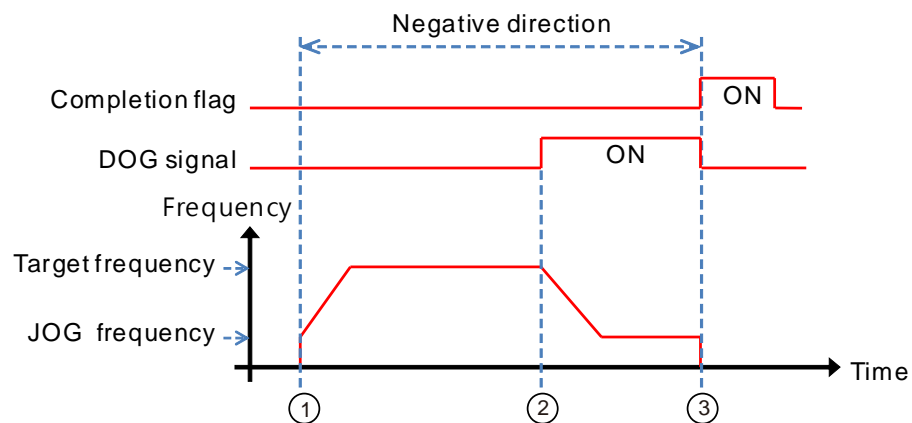 Negative direction
Completion flag
ON
DOG signal
ON
Frequency
Target frequency
JOG frequency
Time
1
2
3